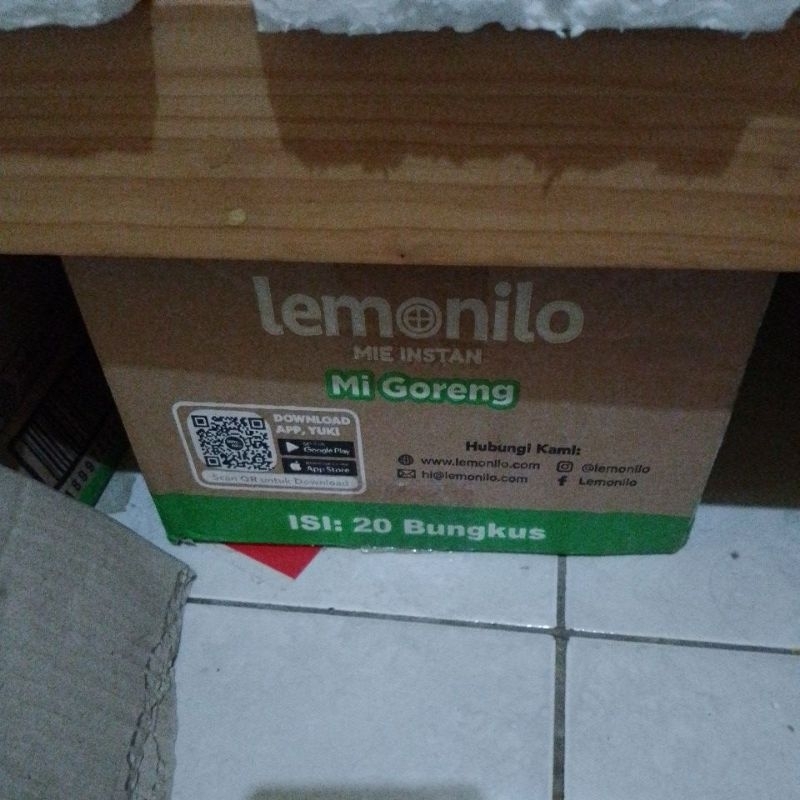 lemonilo
MIE INSTAN
Mi Goreng
DOWNLOAD
APP, YUK!
Google Play
App Store
Scan QR untuk Download
Hubungi Kami:
www.lemonilo.com @lemonilo
hi@lemonilo.com Lemonilo
ISI: 20 Bungkus